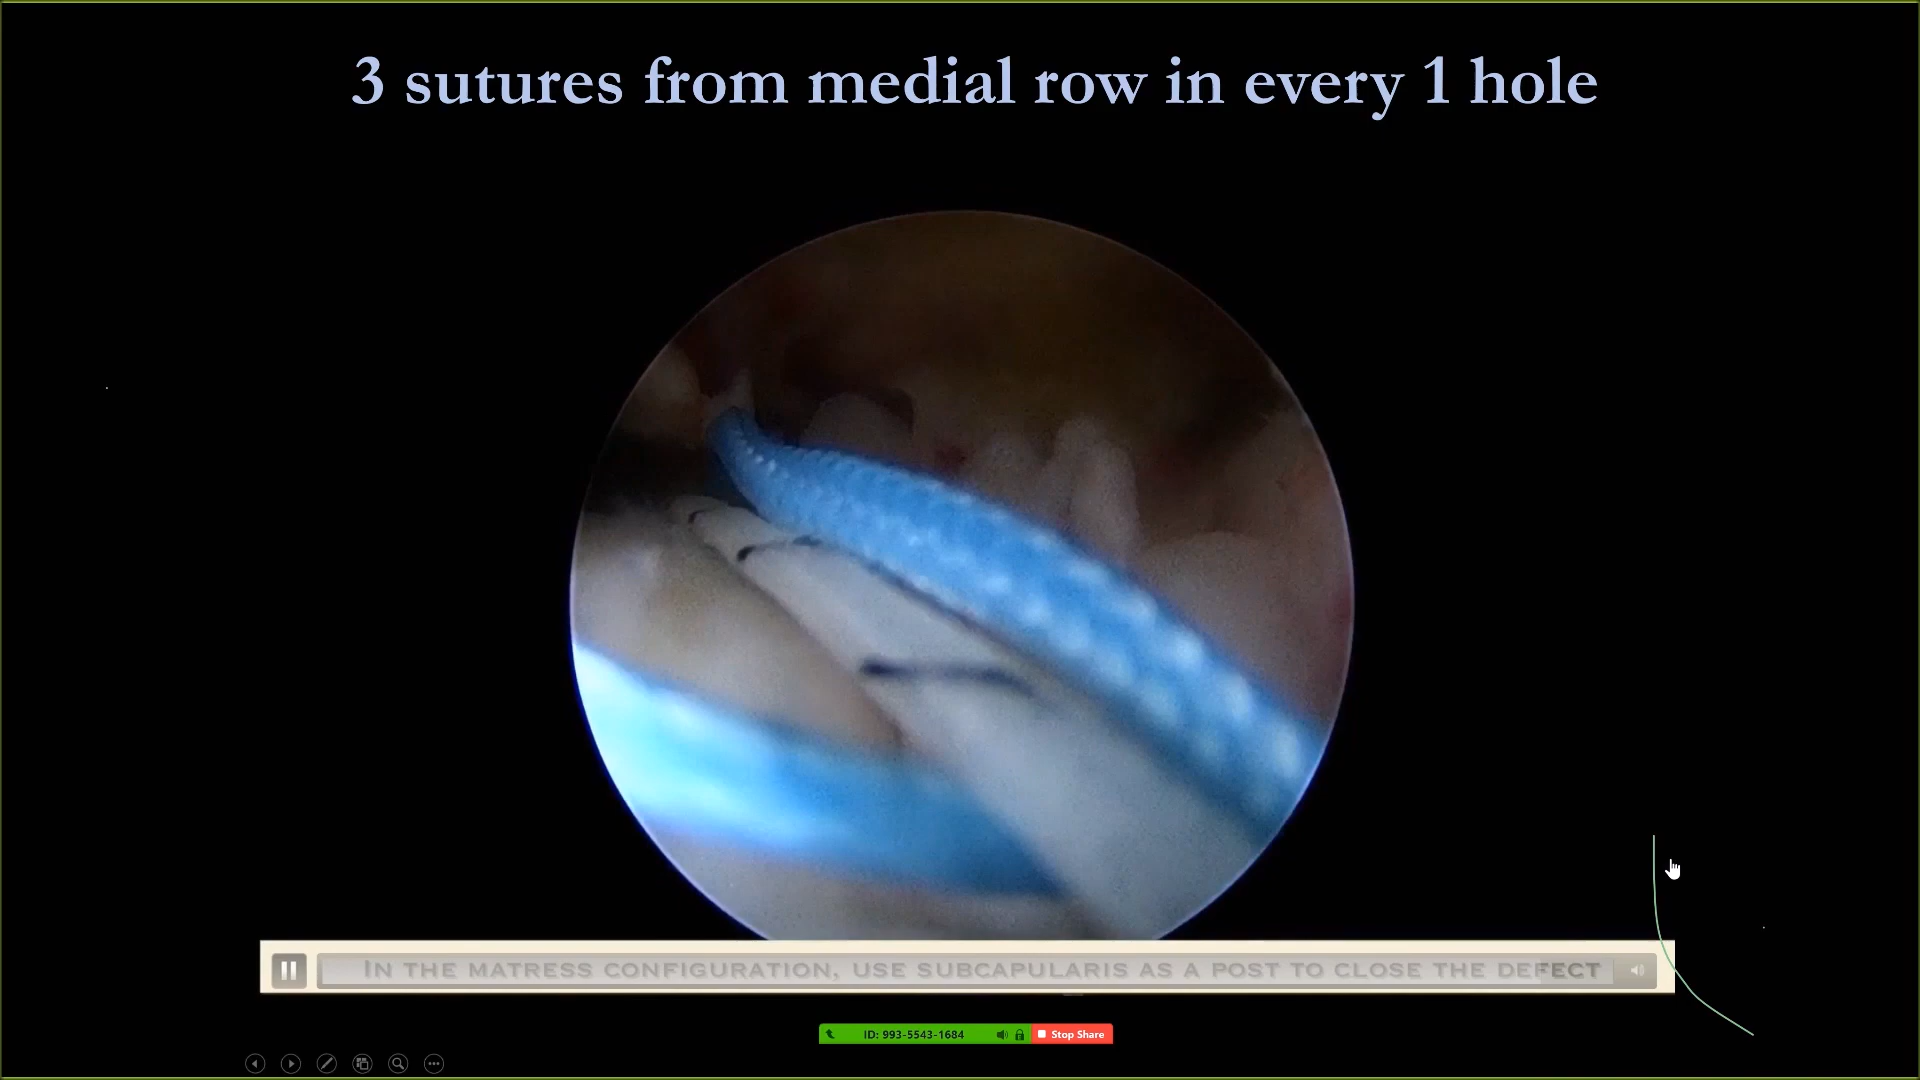 3 sutures from medial row in every 1 hole
In the matress configuration, use subcapularis as a post to close the defect
ID: 993-5543-1684
Stop Share